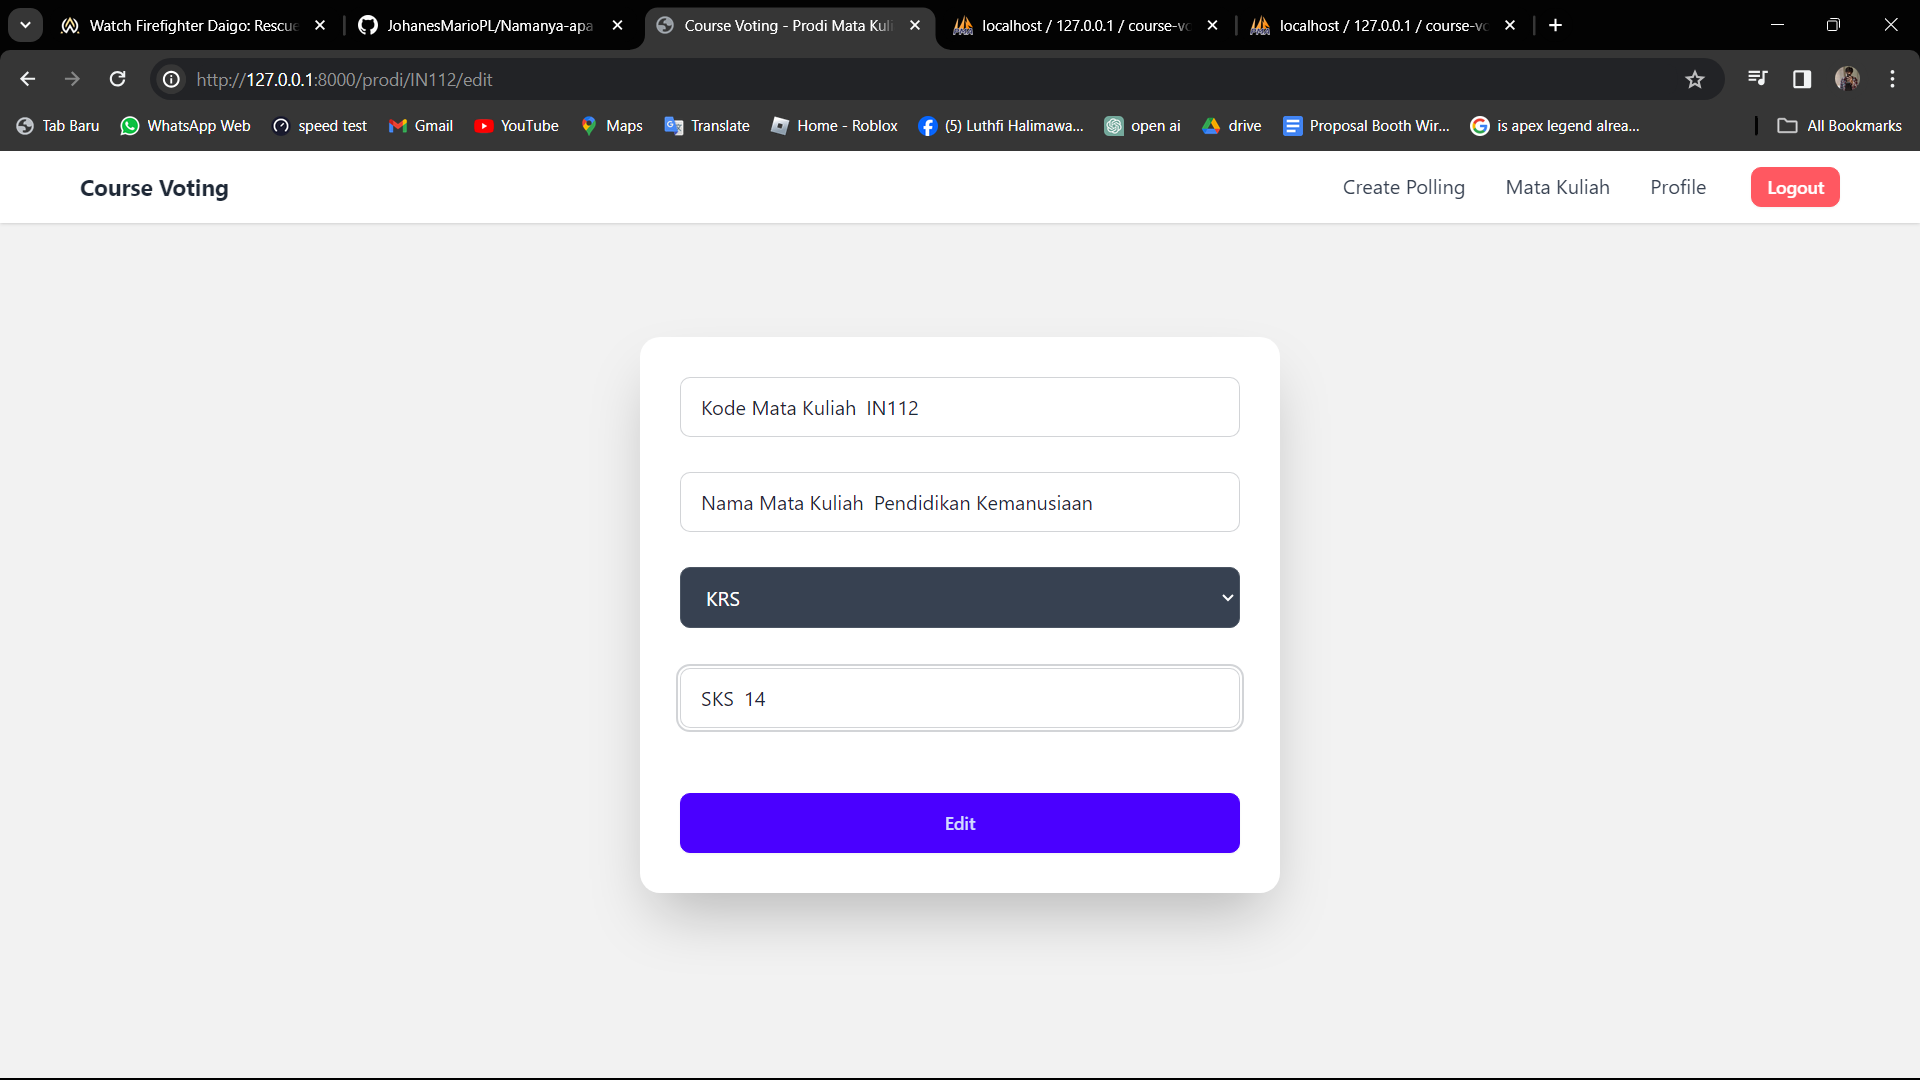 Watch Firefighter Daigo: Rescue
JohanesMarioPL/Namanya-apa
Course Voting - Prodi Mata Kuli
localhost / 127.0.0.1 / course-vo
localhost / 127.0.0.1 / course-vo
http://127.0.0.1:8000/prodi/IN112/edit
Tab Baru
WhatsApp Web
speed test
Gmail
YouTube
Maps
Translate
Home - Roblox
(5) Luthfi Halimawa...
open ai
drive
Proposal Booth Wir...
is apex legend alrea...
All Bookmarks
Course Voting
Create Polling
Mata Kuliah
Profile
Logout
Kode Mata Kuliah IN112
Nama Mata Kuliah Pendidikan Kemanusiaan
KRS
SKS 14
Edit